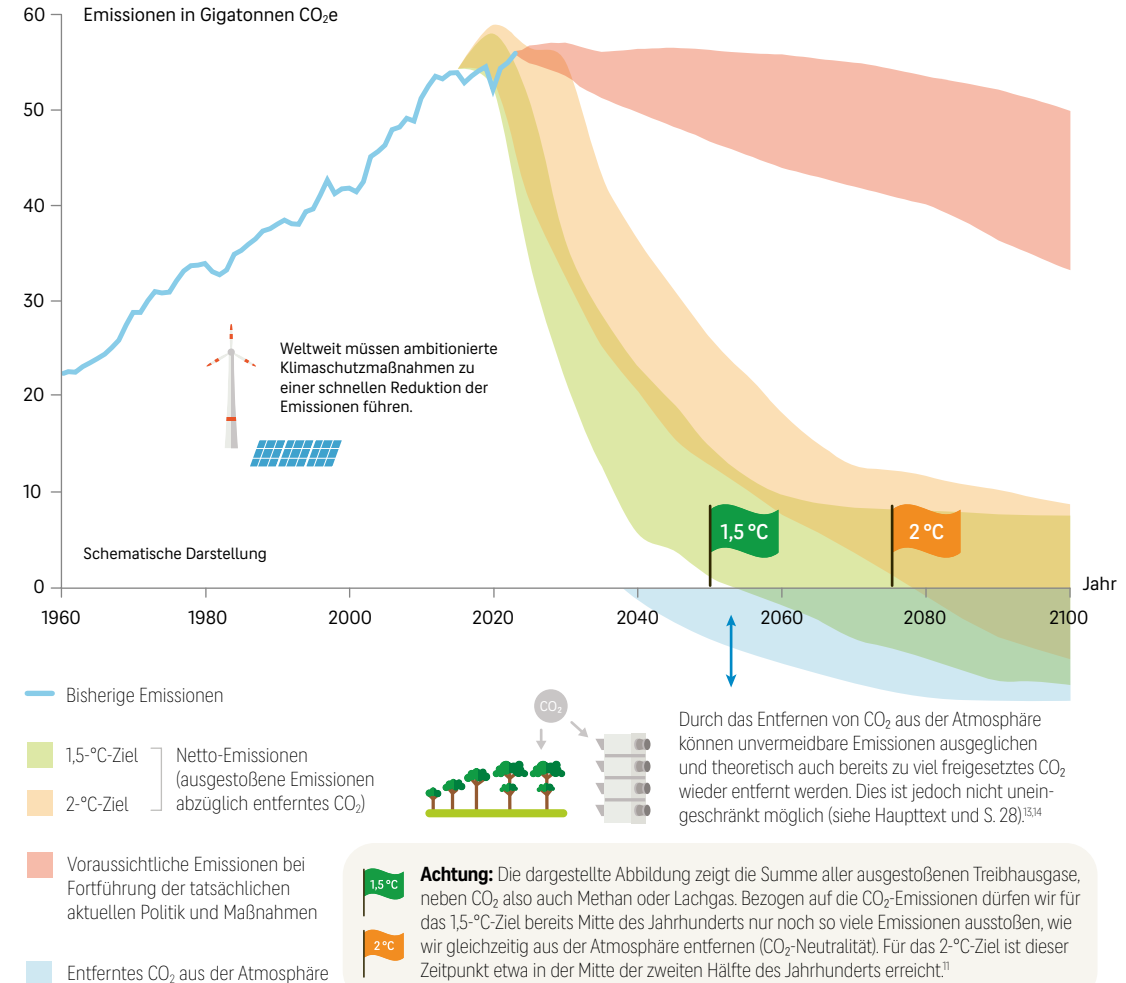 Emissionen in Gigatonnen CO₂e
60
50
40
30
20
10
0
Weltweit müssen ambitionierte
Klimaschutzmaßnahmen zu
einer schnellen Reduktion der
Emissionen führen.
Schematische Darstellung
1,5 °C
2 °C
Jahr
1960
1980
2000
2020
2040
2060
2080
2100
Bisherige Emissionen
1,5-°C-Ziel
2-°C-Ziel
Netto-Emissionen
(ausgestoßene Emissionen
abzüglich entferntes CO₂)
Voraussichtliche Emissionen bei
Fortführung der tatsächlichen
aktuellen Politik und Maßnahmen
Entferntes CO₂ aus der Atmosphäre
CO₂
Durch das Entfernen von CO₂ aus der Atmosphäre
können unvermeidbare Emissionen ausgeglichen
und theoretisch auch bereits zu viel freigesetztes CO₂
wieder entfernt werden. Dies ist jedoch nicht unein-
geschränkt möglich (siehe Haupttext und S. 28).¹³,¹⁴
1,5 °C
2 °C
Achtung: Die dargestellte Abbildung zeigt die Summe aller ausgestoßenen Treibhausgase,
neben CO₂ also auch Methan oder Lachgas. Bezogen auf die CO₂-Emissionen dürfen wir für
das 1,5-°C-Ziel bereits Mitte des Jahrhunderts nur noch so viele Emissionen ausstoßen, wie
wir gleichzeitig aus der Atmosphäre entfernen (CO₂-Neutralität). Für das 2-°C-Ziel ist dieser
Zeitpunkt etwa in der Mitte der zweiten Hälfte des Jahrhunderts erreicht.¹¹